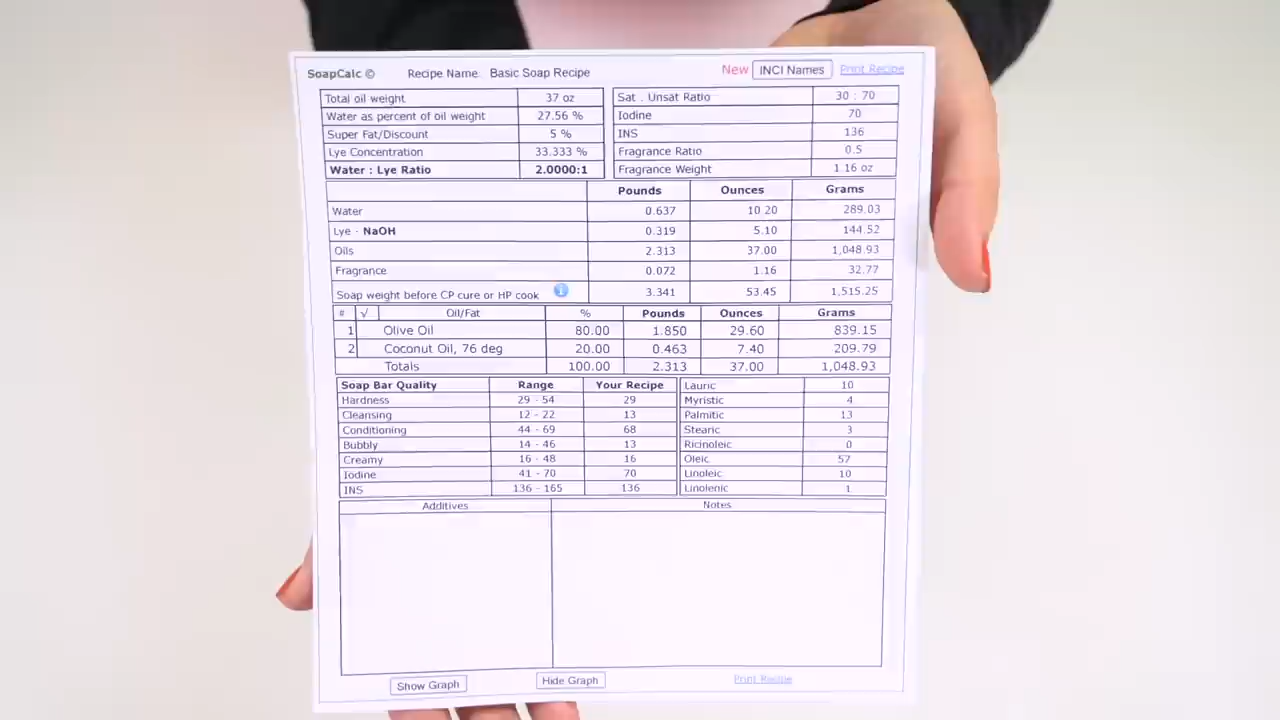 SoapCalc © Recipe Name: Basic Soap Recipe New INCI Names Print Recipe
Total oil weight 37 oz
Water as percent of oil weight 27.56 %
Super Fat/Discount 5 %
Lye Concentration 33.333 %
Water : Lye Ratio 2.0000:1
Sat : Unsat Ratio 30 : 70
Iodine 70
INS 136
Fragrance Ratio 0.5
Fragrance Weight 1.16 oz
Pounds Ounces Grams
Water 0.637 10.20 289.03
Lye - NaOH 0.319 5.10 144.52
Oils 2.313 37.00 1,048.93
Fragrance 0.072 1.16 32.77
Soap weight before CP cure or HP cook i 3.341 53.45 1,515.25
# √ Oil/Fat % Pounds Ounces Grams
1 Olive Oil 80.00 1.850 29.60 839.15
2 Coconut Oil, 76 deg 20.00 0.463 7.40 209.79
Totals 100.00 2.313 37.00 1,048.93
Soap Bar Quality Range Your Recipe
Hardness 29 - 54 29
Cleansing 12 - 22 13
Conditioning 44 - 69 68
Bubbly 14 - 46 13
Creamy 16 - 48 16
Iodine 41 - 70 70
INS 136 - 165 136
Lauric 10
Myristic 4
Palmitic 13
Stearic 3
Ricinoleic 0
Oleic 57
Linoleic 10
Linolenic 1
Additives Notes
Show Graph Hide Graph Print Recipe